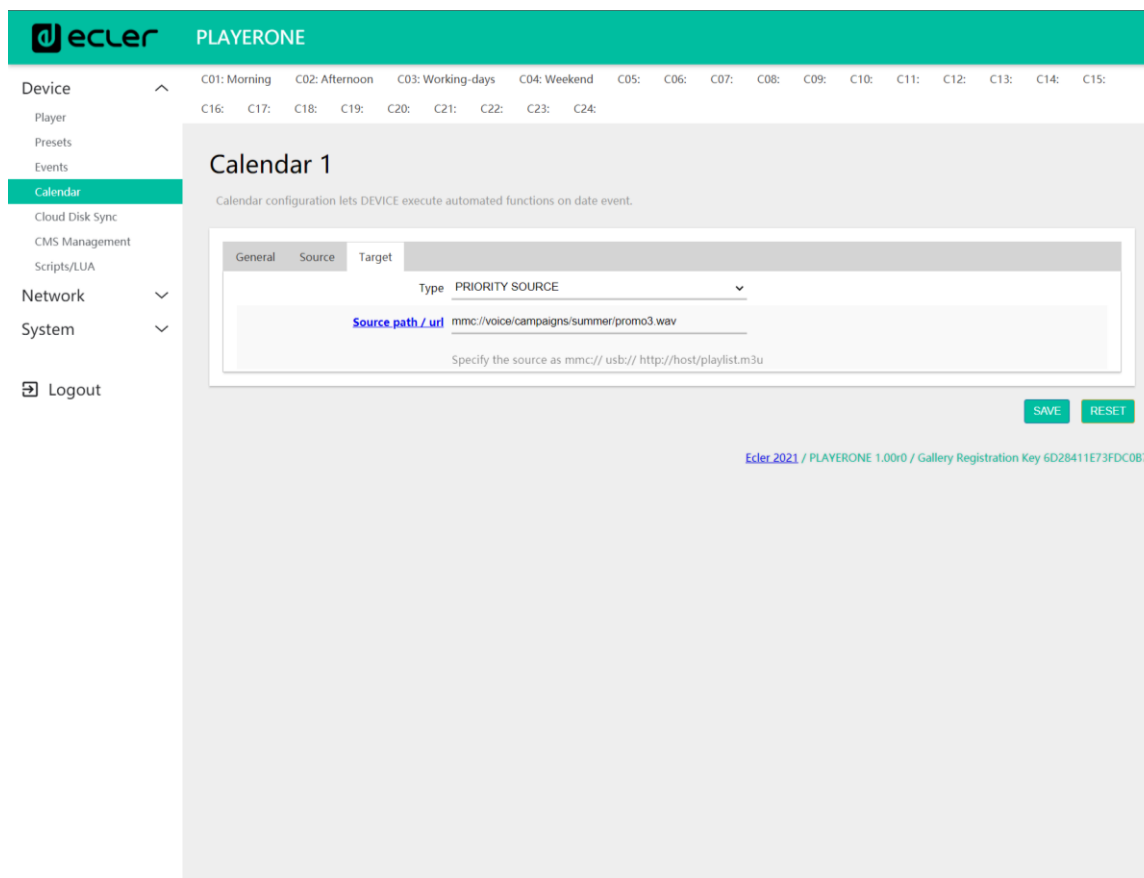 ecler PLAYERONE
Device
Player
Presets
Events
Calendar
Cloud Disk Sync
CMS Management
Scripts/LUA
Network
System
Logout
C01: Morning C02: Afternoon C03: Working-days C04: Weekend C05: C06: C07: C08: C09: C10: C11: C12: C13: C14: C15:
C16: C17: C18: C19: C20: C21: C22: C23: C24:
Calendar 1
Calendar configuration lets DEVICE execute automated functions on date event.
General Source Target
Type PRIORITY SOURCE
Source path / url mmc://voice/campaigns/summer/promo3.wav
Specify the source as mmc:// usb:// http://host/playlist.m3u
SAVE RESET
Ecler 2021 / PLAYERONE 1.00r0 / Gallery Registration Key 6D28411E73FDC0B